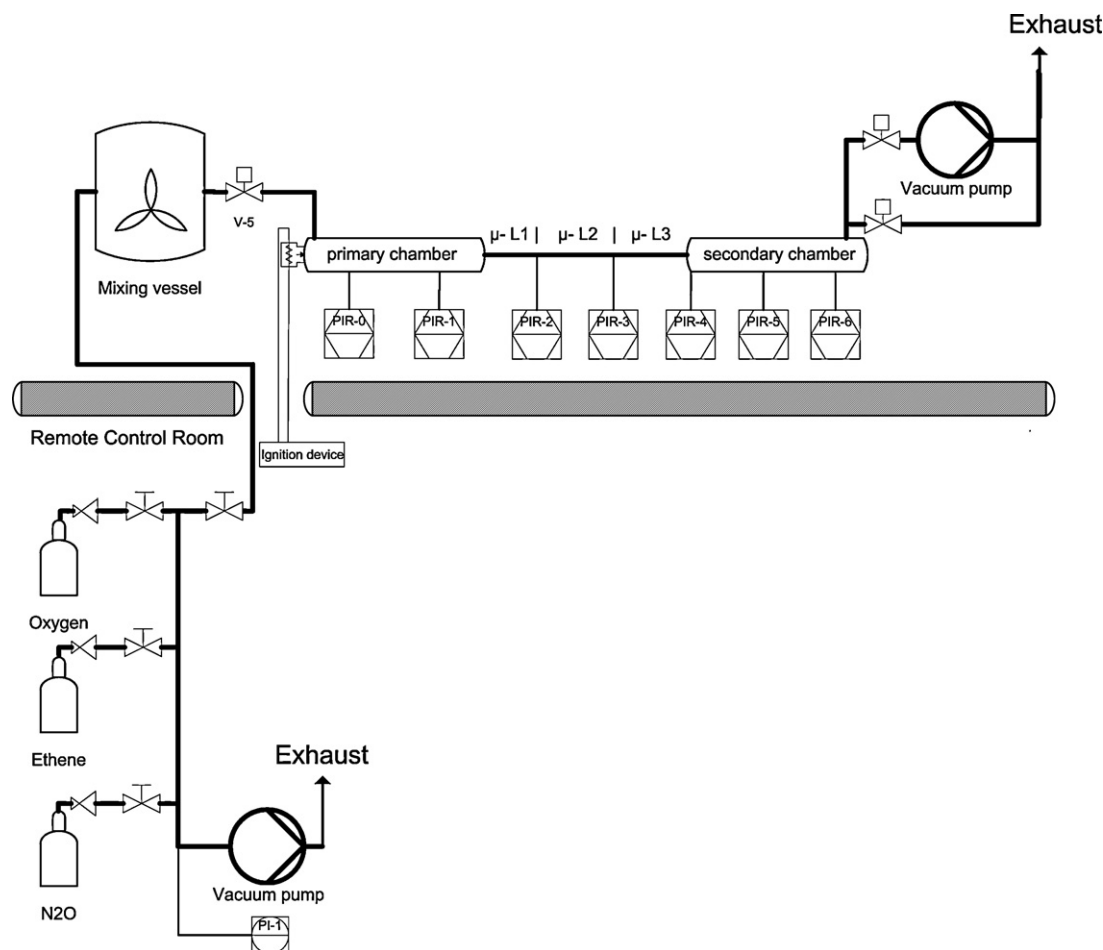 Exhaust
Vacuum pump
V-5
Mixing vessel
µ- L1 | µ- L2 | µ- L3
primary chamber
secondary chamber
PIR-0
PIR-1
PIR-2
PIR-3
PIR-4
PIR-5
PIR-6
Remote Control Room
Ignition device
Oxygen
Ethene
Exhaust
Vacuum pump
N2O
PI-1